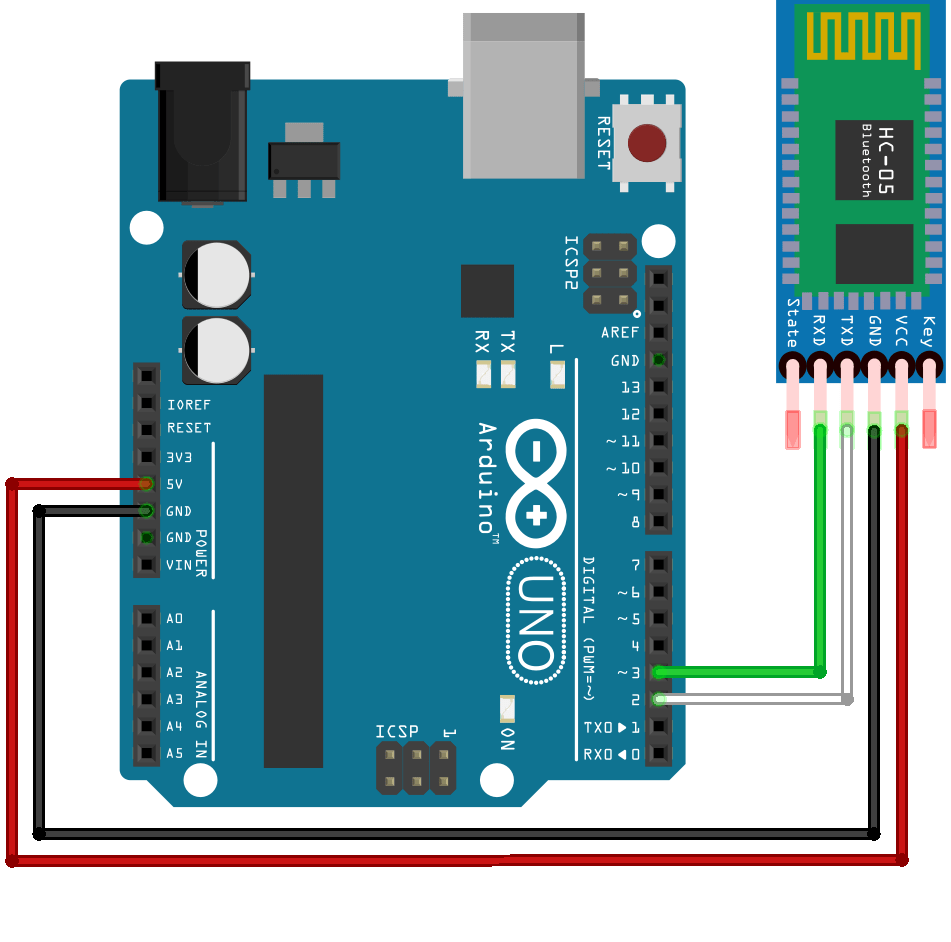 RESET
ICSP2
AREF
GND
13
12
~11
~10
~9
8
7
~6
~5
4
~3
2
TX0▶1
RX0◀0
DIGITAL (PWM=~)
RX
TX
L
Arduino™
UNO
ON
ICSP
1
IOREF
RESET
3V3
5V
GND
GND
VIN
POWER
A0
A1
A2
A3
A4
A5
ANALOG IN
HC-05
Bluetooth
State
RXD
TXD
GND
VCC
Key